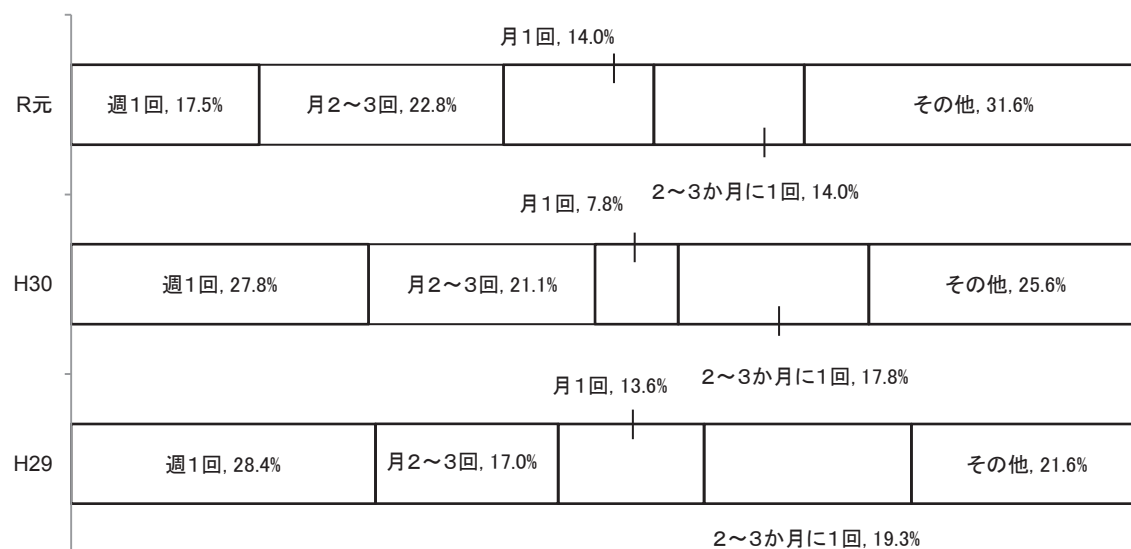 月1回, 14.0%
R元
週1回, 17.5%
月2～3回, 22.8%
その他, 31.6%
2～3か月に1回, 14.0%
月1回, 7.8%
H30
週1回, 27.8%
月2～3回, 21.1%
その他, 25.6%
2～3か月に1回, 17.8%
月1回, 13.6%
H29
週1回, 28.4%
月2～3回, 17.0%
その他, 21.6%
2～3か月に1回, 19.3%